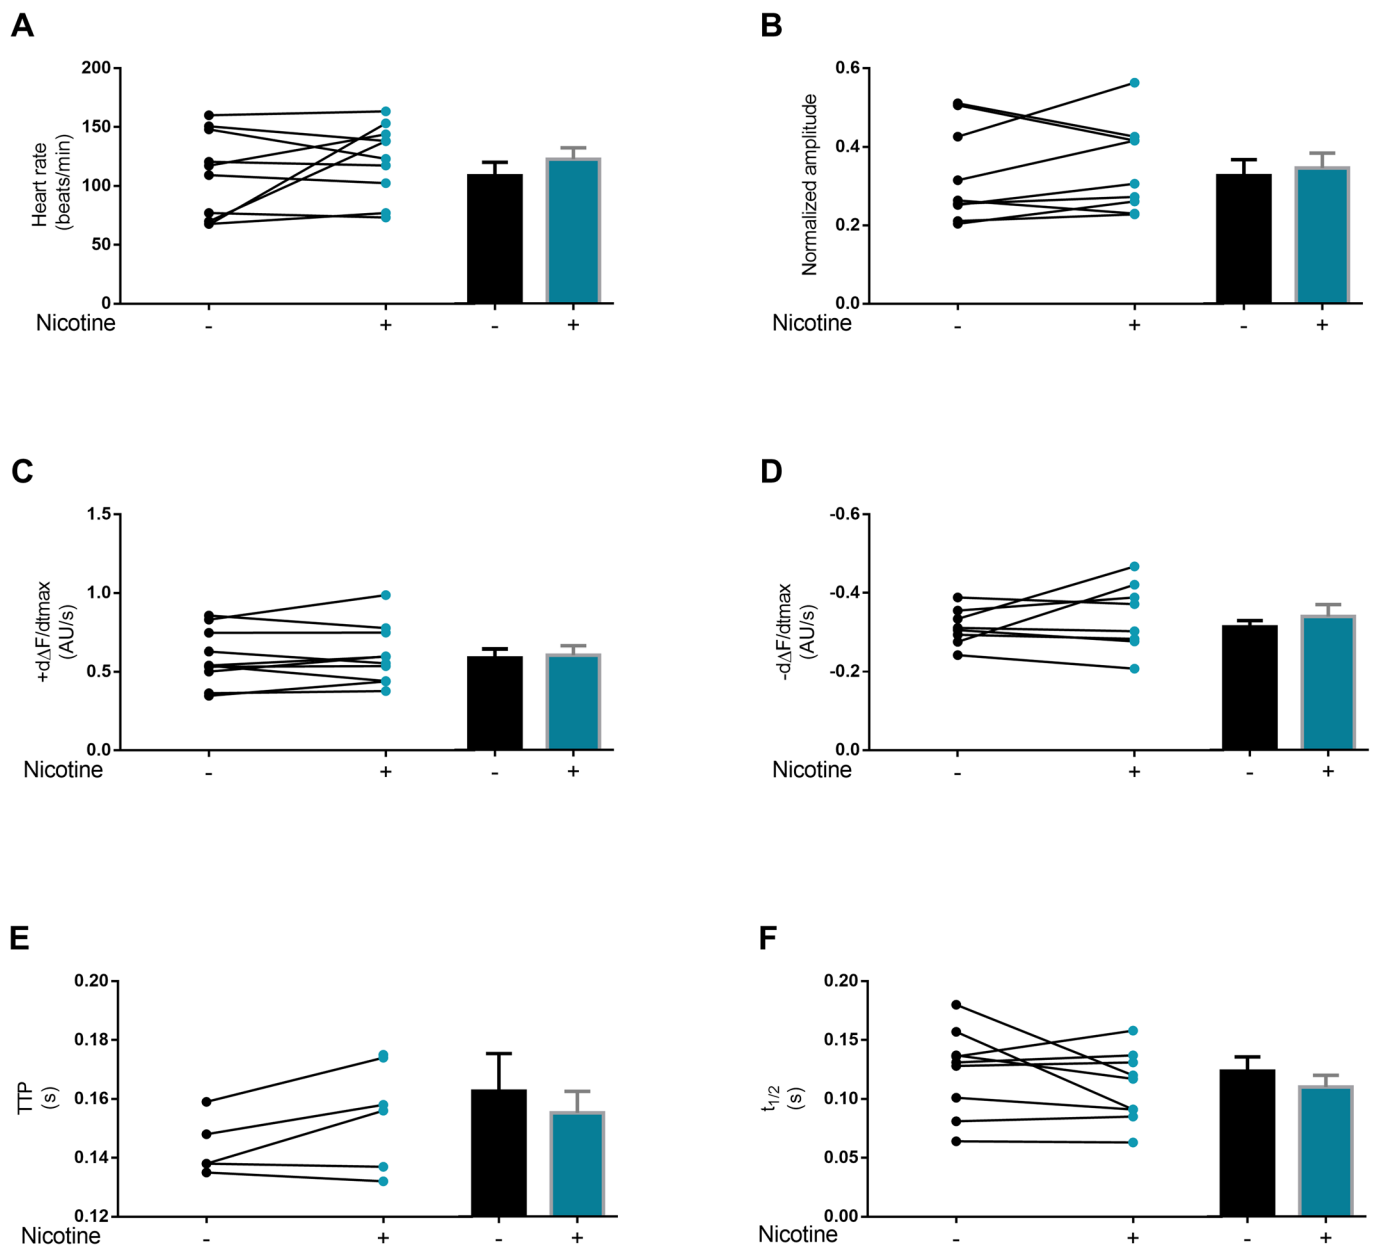 A
Heart rate
(beats/min)
200
150
100
50
0
Nicotine - + - +
B
Normalized amplitude
0.6
0.4
0.2
0.0
Nicotine - + - +
C
+dΔF/dtmax
(AU/s)
1.5
1.0
0.5
0.0
Nicotine - + - +
D
-dΔF/dtmax
(AU/s)
-0.6
-0.4
-0.2
0.0
Nicotine - + - +
E
TTP
(s)
0.20
0.18
0.16
0.14
0.12
Nicotine - + - +
F
t1/2
(s)
0.20
0.15
0.10
0.05
0.00
Nicotine - + - +